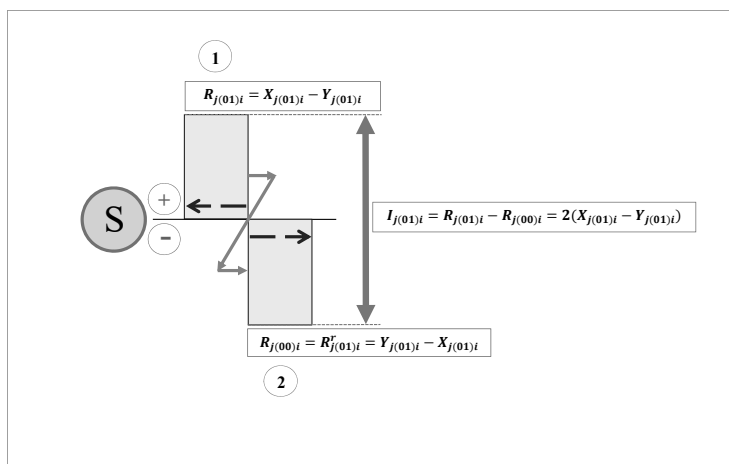 1
R_{j(01)i} = X_{j(01)i} − Y_{j(01)i}
+
S
−
I_{j(01)i} = R_{j(01)i} − R_{j(00)i} = 2(X_{j(01)i} − Y_{j(01)i})
R_{j(00)i} = R^r_{j(01)i} = Y_{j(01)i} − X_{j(01)i}
2